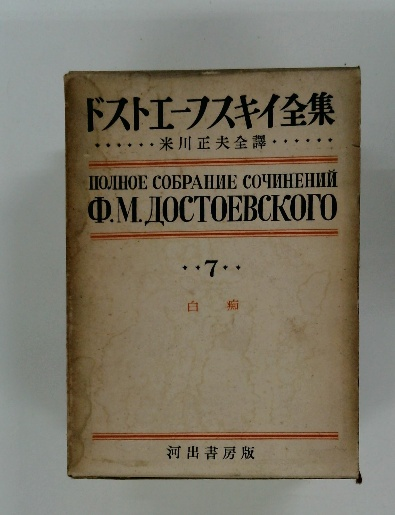 ドストエーフスキイ全集
・・・・・・米川正夫全譯・・・・・・
ПОЛНОЕ СОБРАНИЕ СОЧИНЕНИЙ
Ф.М.ДОСТОЕВСКОГО
・・7・・
白痴
河出書房版